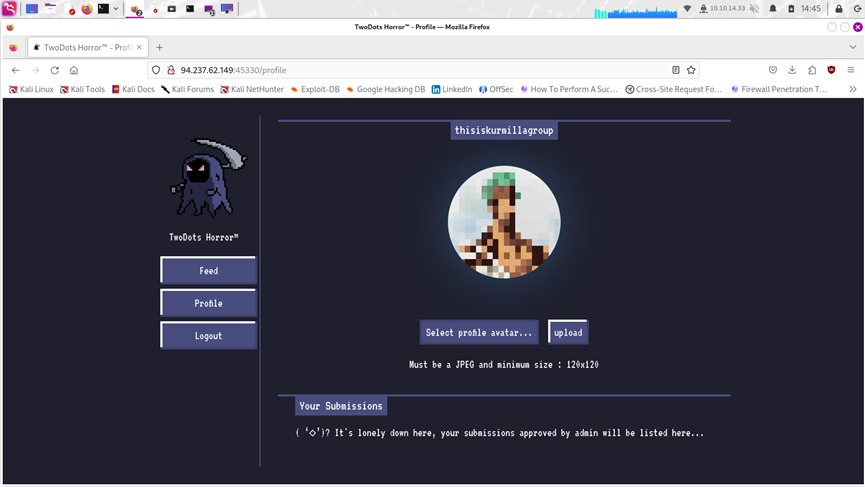 10.10.14.33
14:45
TwoDots Horror™ - Profile — Mozilla Firefox
TwoDots Horror™ - Profil
94.237.62.149:45330/profile
Kali Linux
Kali Tools
Kali Docs
Kali Forums
Kali NetHunter
Exploit-DB
Google Hacking DB
LinkedIn
OffSec
How To Perform A Suc...
Cross-Site Request Fo...
Firewall Penetration T...
thisiskurmillagroup
TwoDots Horror™
Feed
Profile
Logout
Select profile avatar...
upload
Must be a JPEG and minimum size : 120x120
Your Submissions
( ‘◇’)? It's lonely down here, your submissions approved by admin will be listed here...